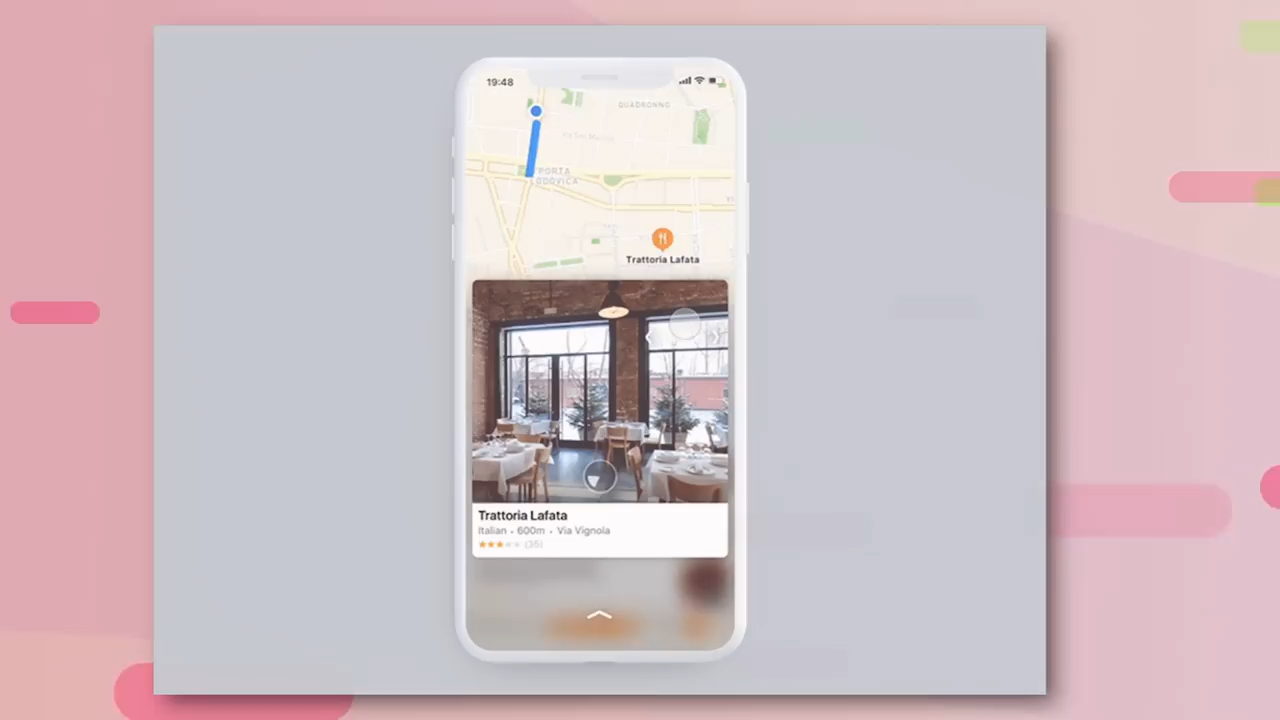 19:48
QUADRONNO
PORTA
LODOVICA
Trattoria Lafata
Trattoria Lafata
Italian • 600m • Via Vignola
(35)